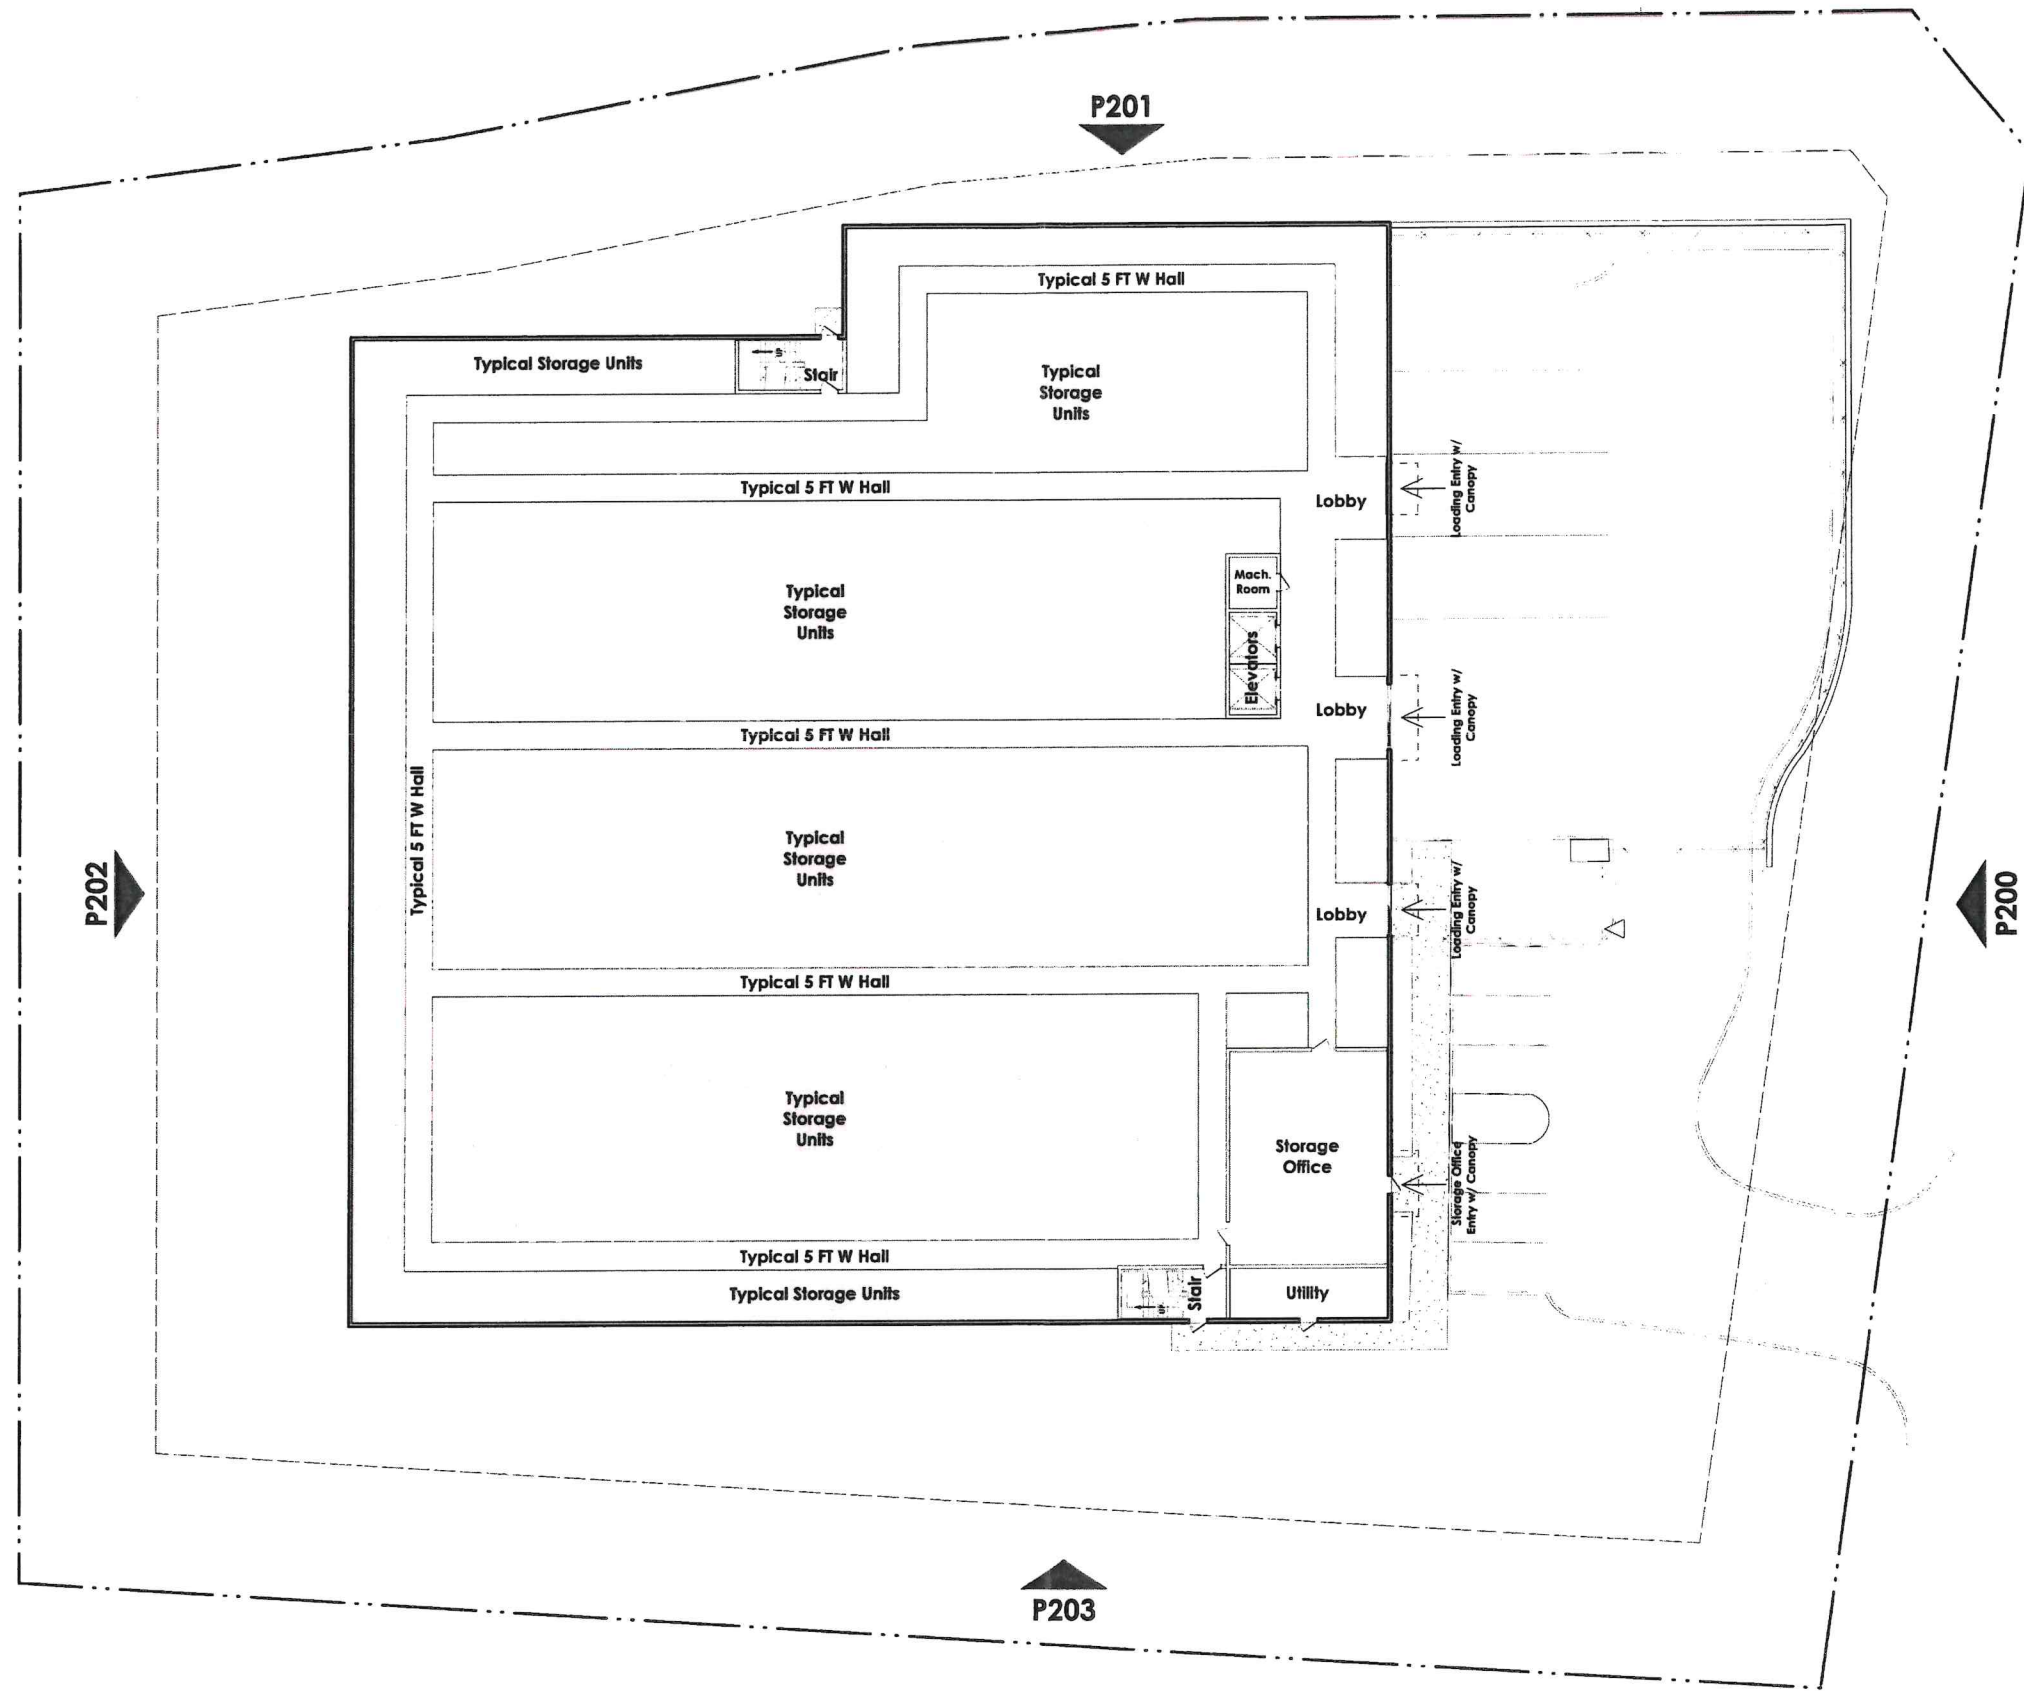 P201
Typical 5 FT W Hall
Typical Storage Units
UP
Stair
Typical
Storage
Units
Typical 5 FT W Hall
Lobby
Loading Entry w/
Canopy
Typical
Storage
Units
Mach.
Room
Elevators
Lobby
Loading Entry w/
Canopy
Typical 5 FT W Hall
Typical 5 FT W Hall
Typical
Storage
Units
Lobby
Loading Entry w/
Canopy
P202
P200
Typical 5 FT W Hall
Typical
Storage
Units
Storage
Office
Storage Office
Entry w/ Canopy
Typical 5 FT W Hall
Typical Storage Units
UP
Stair
Utility
P203